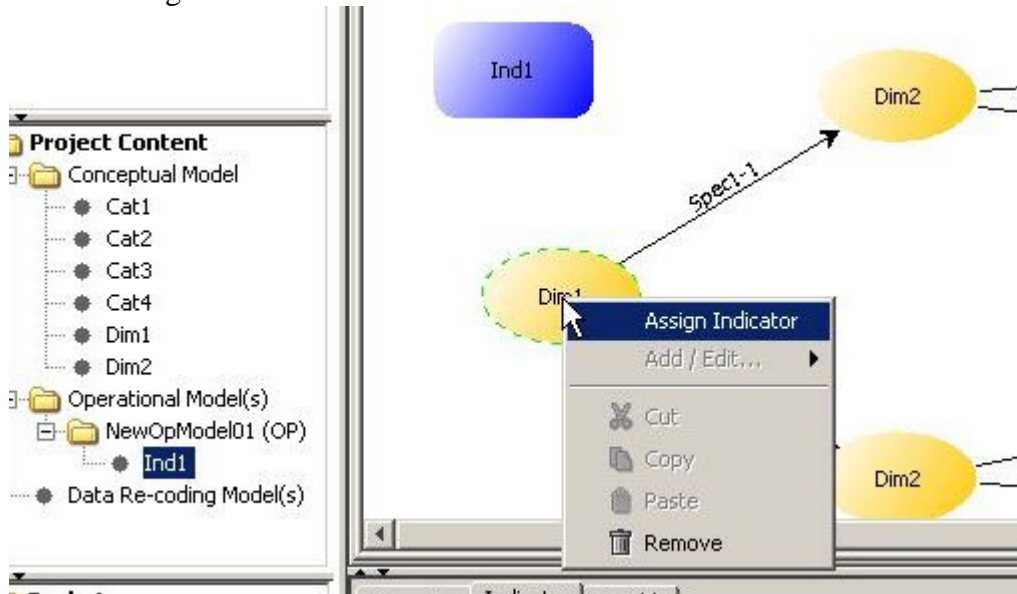 Project Content
Conceptual Model
Cat1
Cat2
Cat3
Cat4
Dim1
Dim2
Operational Model(s)
NewOpModel01 (OP)
Ind1
Data Re-coding Model(s)
Ind1
Dim2
Spec1-1
Dim1
Assign Indicator
Add / Edit...
Cut
Copy
Paste
Remove
Dim2